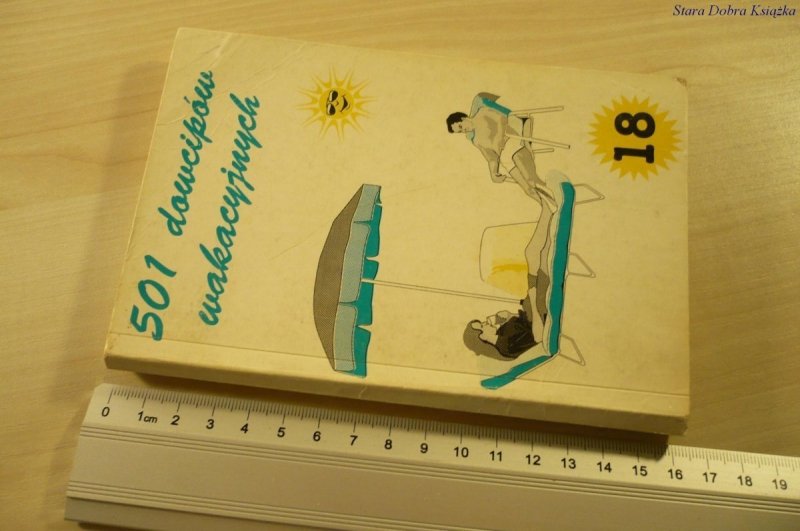 Stara Dobra Książka
501 dowcipów
wakacyjnych
18
0 1cm 2 3 4 5 6 7 8 9 10 11 12 13 14 15 16 17 18 19